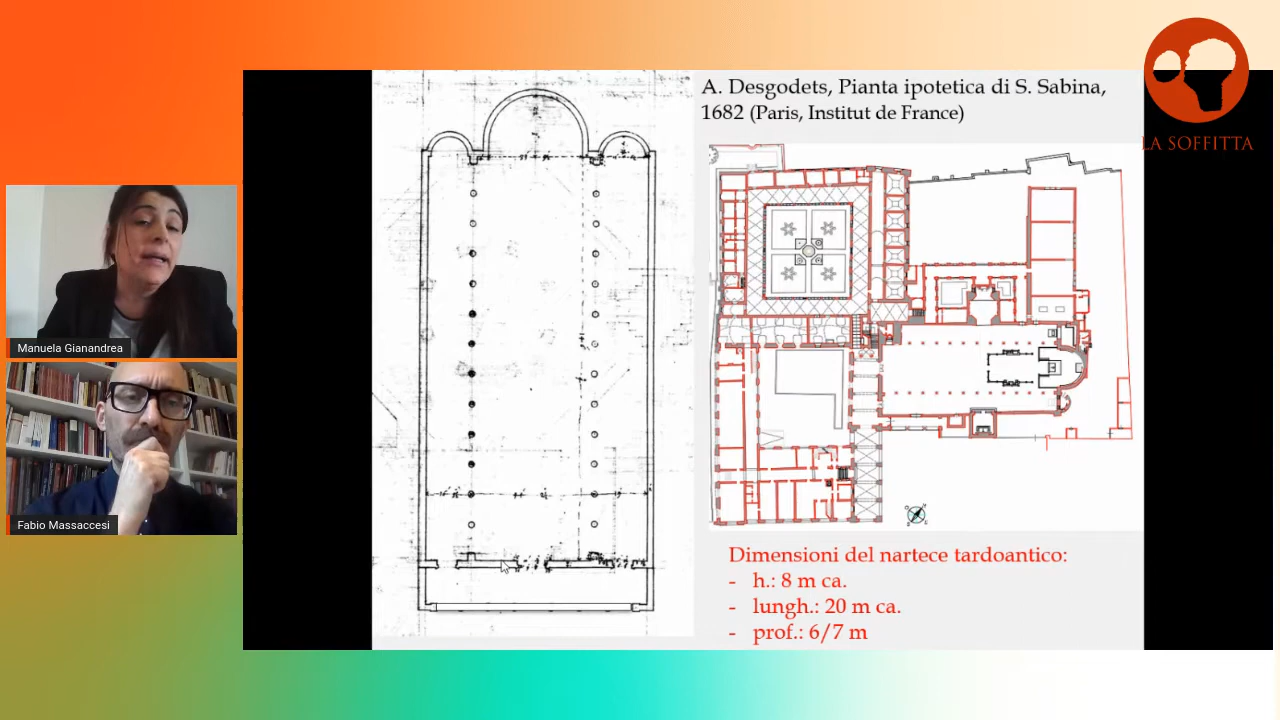 A. Desgodets, Pianta ipotetica di S. Sabina,
1682 (Paris, Institut de France)
LA SOFFITTA
Manuela Gianandrea
Fabio Massaccesi
Dimensioni del nartece tardoantico:
- h.: 8 m ca.
- lungh.: 20 m ca.
- prof.: 6/7 m